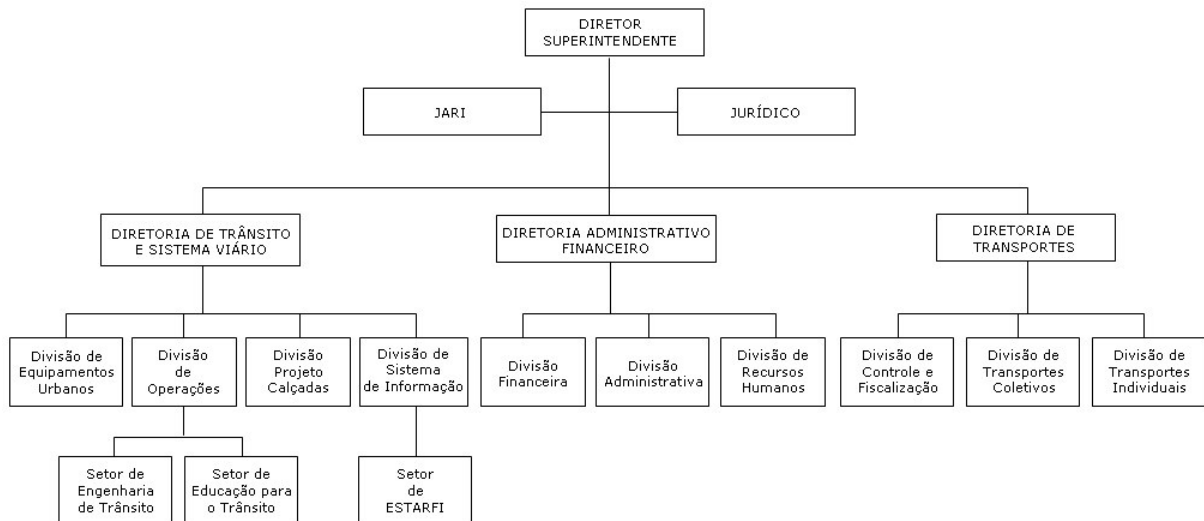 DIRETOR
SUPERINTENDENTE
JARI
JURÍDICO
DIRETORIA DE TRÂNSITO
E SISTEMA VIÁRIO
DIRETORIA ADMINISTRATIVO
FINANCEIRO
DIRETORIA DE
TRANSPORTES
Divisão de
Equipamentos
Urbanos
Divisão
de
Operações
Divisão
Projeto
Calçadas
Divisão de
Sistema
de Informação
Divisão
Financeira
Divisão
Administrativa
Divisão de
Recursos
Humanos
Divisão de
Controle e
Fiscalização
Divisão de
Transportes
Coletivos
Divisão de
Transportes
Individuais
Setor de
Engenharia
de Trânsito
Setor de
Educação para
o Trânsito
Setor
de
ESTARFI